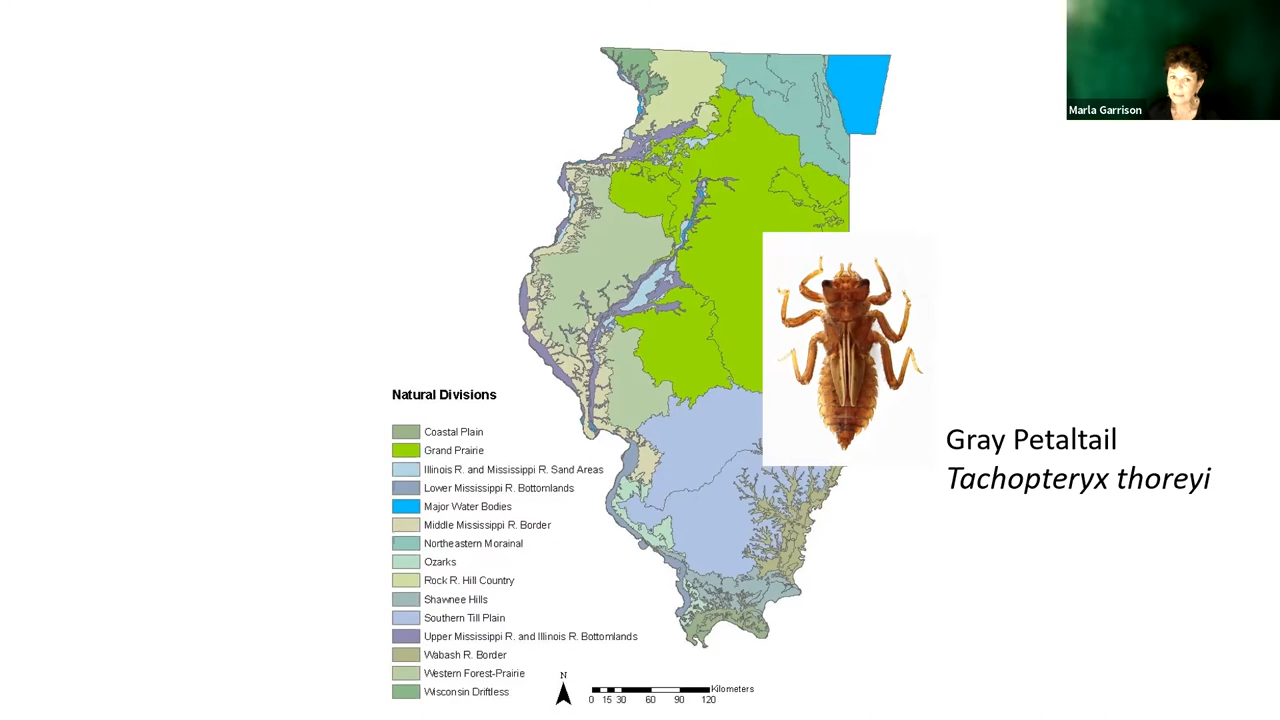 Marla Garrison
Natural Divisions
Coastal Plain
Grand Prairie
Illinois R. and Mississippi R. Sand Areas
Lower Mississippi R. Bottomlands
Major Water Bodies
Middle Mississippi R. Border
Northeastern Morainal
Ozarks
Rock R. Hill Country
Shawnee Hills
Southern Till Plain
Upper Mississippi R. and Illinois R. Bottomlands
Wabash R. Border
Western Forest-Prairie
Wisconsin Driftless
N
Kilometers
0 15 30 60 90 120
Gray Petaltail
Tachopteryx thoreyi